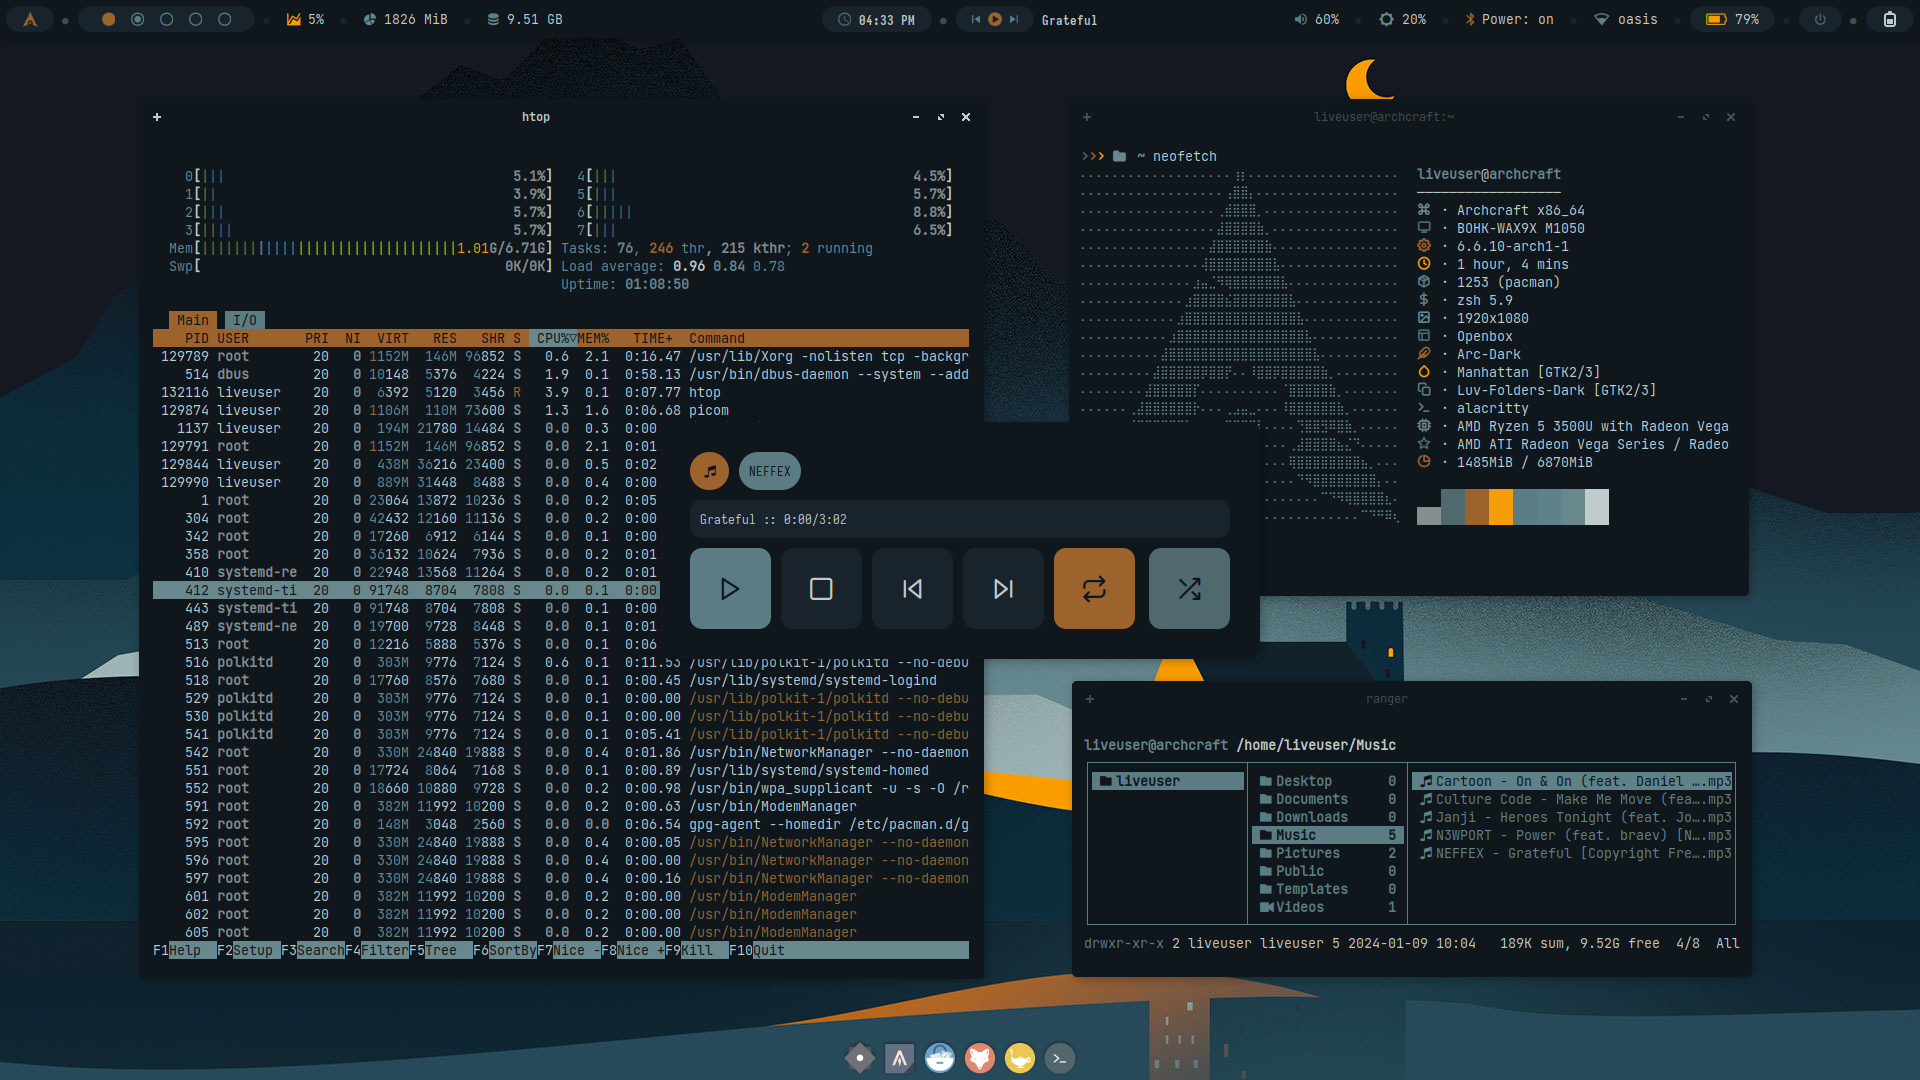 5%
1826 MiB
9.51 GB
04:33 PM
Grateful
60%
20%
Power: on
oasis
79%
htop
0[||| 5.1%] 4[||| 4.5%]
1[|| 3.9%] 5[||| 5.7%]
2[||| 5.7%] 6[||||| 8.8%]
3[|||| 5.7%] 7[||| 6.5%]
Mem[||||||||||||||||||||||||||||||||1.01G/6.71G] Tasks: 76, 246 thr, 215 kthr; 2 running
Swp[ 0K/0K] Load average: 0.96 0.84 0.78
Uptime: 01:08:50
Main I/O
PID USER PRI NI VIRT RES SHR S CPU%▽MEM% TIME+ Command
129789 root 20 0 1152M 146M 96852 S 0.6 2.1 0:16.47 /usr/lib/Xorg -nolisten tcp -backgr
514 dbus 20 0 10148 5376 4224 S 1.9 0.1 0:58.13 /usr/bin/dbus-daemon --system --add
132116 liveuser 20 0 6392 5120 3456 R 3.9 0.1 0:07.77 htop
129874 liveuser 20 0 1106M 110M 73600 S 1.3 1.6 0:06.68 picom
1137 liveuser 20 0 194M 21780 14484 S 0.0 0.3 0:00
129791 root 20 0 1152M 146M 96852 S 0.0 2.1 0:01
129844 liveuser 20 0 438M 36216 23400 S 0.0 0.5 0:02
129990 liveuser 20 0 889M 31448 8488 S 0.0 0.4 0:00
1 root 20 0 23064 13872 10236 S 0.0 0.2 0:05
304 root 20 0 42432 12160 11136 S 0.0 0.2 0:00
342 root 20 0 17260 6912 6144 S 0.0 0.1 0:00
358 root 20 0 36132 10624 7936 S 0.0 0.2 0:01
410 systemd-re 20 0 22948 13568 11264 S 0.0 0.2 0:01
412 systemd-ti 20 0 91748 8704 7808 S 0.0 0.1 0:00
443 systemd-ti 20 0 91748 8704 7808 S 0.0 0.1 0:00
489 systemd-ne 20 0 19700 9728 8448 S 0.0 0.1 0:01
513 root 20 0 12216 5888 5376 S 0.0 0.1 0:06
516 polkitd 20 0 303M 9776 7124 S 0.6 0.1 0:11.53 /usr/lib/polkit-1/polkitd --no-debu
518 root 20 0 17760 8576 7680 S 0.0 0.1 0:00.45 /usr/lib/systemd/systemd-logind
529 polkitd 20 0 303M 9776 7124 S 0.0 0.1 0:00.00 /usr/lib/polkit-1/polkitd --no-debu
530 polkitd 20 0 303M 9776 7124 S 0.0 0.1 0:00.00 /usr/lib/polkit-1/polkitd --no-debu
541 polkitd 20 0 303M 9776 7124 S 0.0 0.1 0:05.41 /usr/lib/polkit-1/polkitd --no-debu
542 root 20 0 330M 24840 19888 S 0.0 0.4 0:01.86 /usr/bin/NetworkManager --no-daemon
551 root 20 0 17724 8064 7168 S 0.0 0.1 0:00.89 /usr/lib/systemd/systemd-homed
552 root 20 0 18660 10880 9728 S 0.0 0.2 0:00.98 /usr/bin/wpa_supplicant -u -s -O /r
591 root 20 0 382M 11992 10200 S 0.0 0.2 0:00.63 /usr/bin/ModemManager
592 root 20 0 148M 3048 2560 S 0.0 0.0 0:06.54 gpg-agent --homedir /etc/pacman.d/g
595 root 20 0 330M 24840 19888 S 0.0 0.4 0:00.05 /usr/bin/NetworkManager --no-daemon
596 root 20 0 330M 24840 19888 S 0.0 0.4 0:00.00 /usr/bin/NetworkManager --no-daemon
597 root 20 0 330M 24840 19888 S 0.0 0.4 0:00.16 /usr/bin/NetworkManager --no-daemon
601 root 20 0 382M 11992 10200 S 0.0 0.2 0:00.00 /usr/bin/ModemManager
602 root 20 0 382M 11992 10200 S 0.0 0.2 0:00.00 /usr/bin/ModemManager
605 root 20 0 382M 11992 10200 S 0.0 0.2 0:00.00 /usr/bin/ModemManager
F1Help F2Setup F3SearchF4FilterF5Tree F6SortByF7Nice -F8Nice +F9Kill F10Quit
liveuser@archcraft:~
~ neofetch
liveuser@archcraft
· Archcraft x86_64
· BOHK-WAX9X M1050
· 6.6.10-arch1-1
· 1 hour, 4 mins
· 1253 (pacman)
· zsh 5.9
· 1920x1080
· Openbox
· Arc-Dark
· Manhattan [GTK2/3]
· Luv-Folders-Dark [GTK2/3]
· alacritty
· AMD Ryzen 5 3500U with Radeon Vega
· AMD ATI Radeon Vega Series / Radeo
· 1485MiB / 6870MiB
NEFFEX
Grateful :: 0:00/3:02
ranger
liveuser@archcraft /home/liveuser/Music
liveuser
Desktop 0
Documents 0
Downloads 0
Music 5
Pictures 2
Public 0
Templates 0
Videos 1
Cartoon - On & On (feat. Daniel ….mp3
Culture Code - Make Me Move (fea….mp3
Janji - Heroes Tonight (feat. Jo….mp3
N3WPORT - Power (feat. braev) [N….mp3
NEFFEX - Grateful [Copyright Fre….mp3
drwxr-xr-x 2 liveuser liveuser 5 2024-01-09 10:04 189K sum, 9.52G free 4/8 All